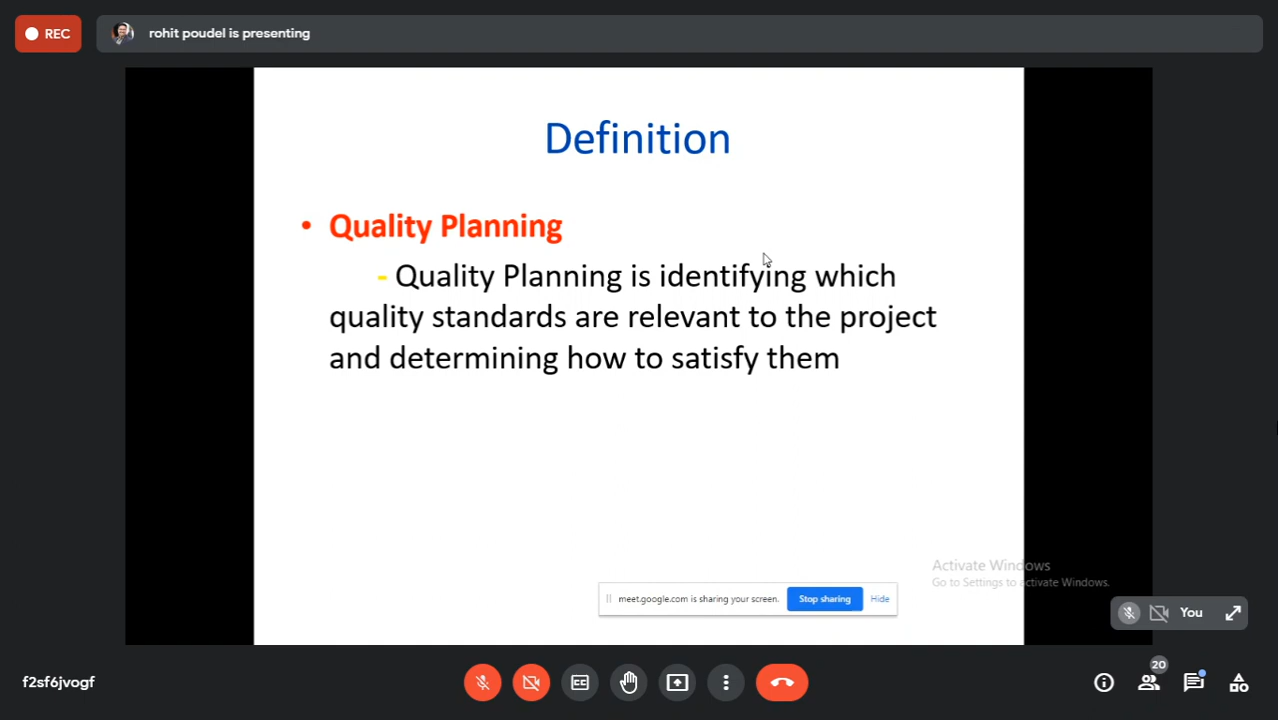 REC
rohit poudel is presenting
Definition
• Quality Planning
- Quality Planning is identifying which
quality standards are relevant to the project
and determining how to satisfy them
Activate Windows
Go to Settings to activate Windows.
meet.google.com is sharing your screen.
Stop sharing
Hide
You
f2sf6jvogf
CC
20